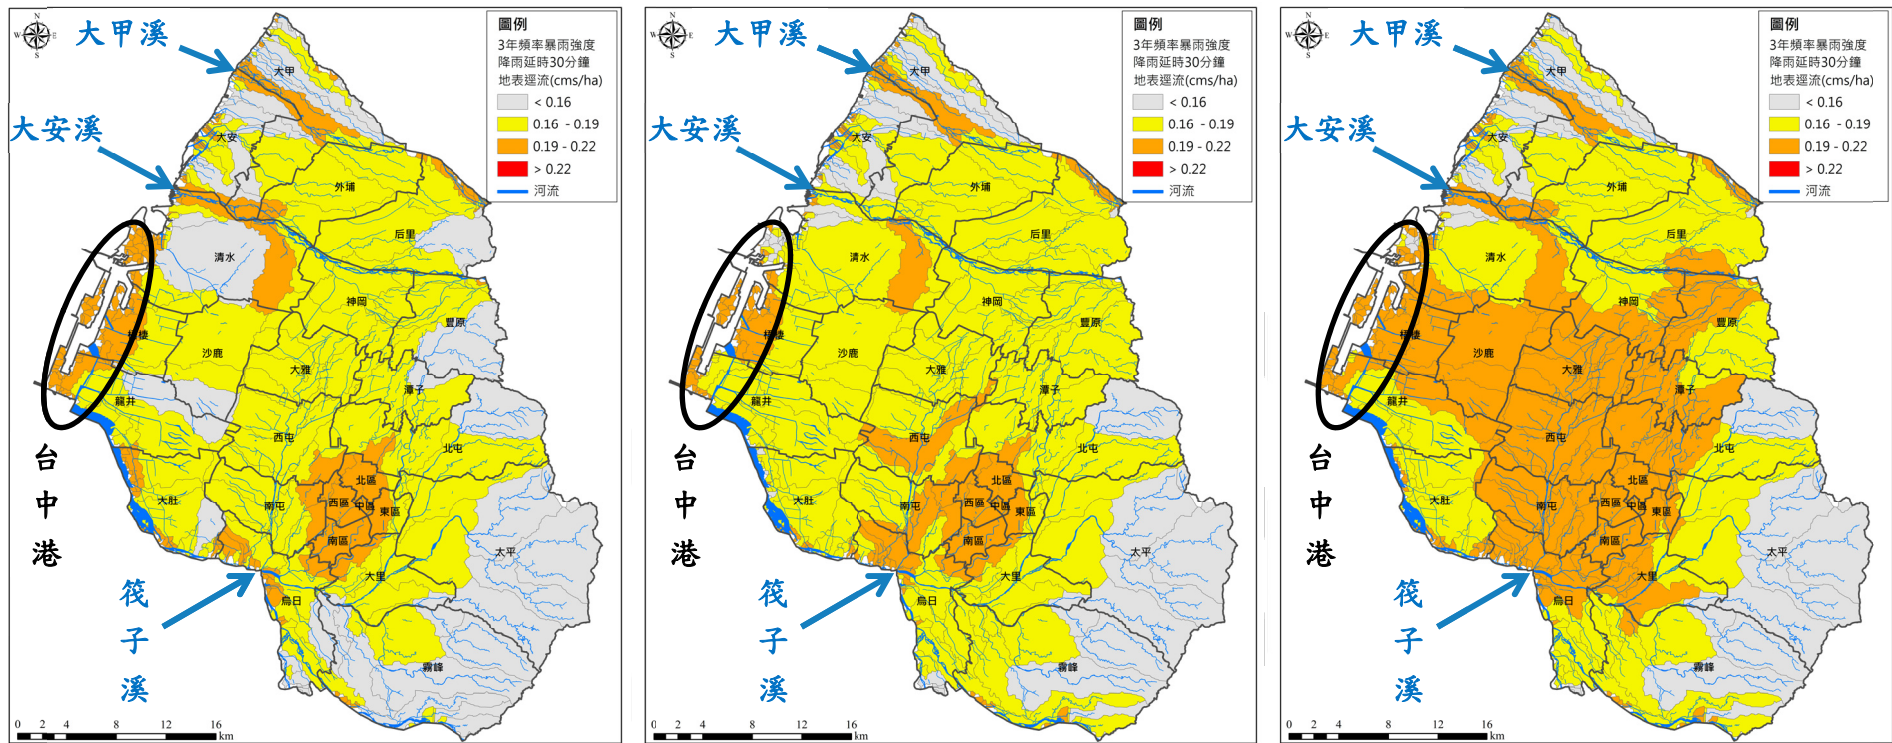 N
W
E
S
圖例
3年頻率暴雨強度
降雨延時30分鐘
地表逕流(cms/ha)
< 0.16
0.16 - 0.19
0.19 - 0.22
> 0.22
河流
大甲溪
大安溪
台中港
筏子溪
大甲
大安
外埔
后里
清水
神岡
豐原
梧棲
沙鹿
大雅
潭子
龍井
西屯
北屯
大肚
南屯
北區
西區
中區
東區
南區
太平
大里
烏日
霧峰
0 2 4 8 12 16
km
N
W
E
S
圖例
3年頻率暴雨強度
降雨延時30分鐘
地表逕流(cms/ha)
< 0.16
0.16 - 0.19
0.19 - 0.22
> 0.22
河流
大甲溪
大安溪
台中港
筏子溪
大甲
大安
外埔
后里
清水
神岡
豐原
梧棲
沙鹿
大雅
潭子
龍井
西屯
北屯
大肚
南屯
北區
西區
中區
東區
南區
太平
大里
烏日
霧峰
0 2 4 8 12 16
km
N
W
E
S
圖例
3年頻率暴雨強度
降雨延時30分鐘
地表逕流(cms/ha)
< 0.16
0.16 - 0.19
0.19 - 0.22
> 0.22
河流
大甲溪
大安溪
台中港
筏子溪
大甲
大安
外埔
后里
清水
神岡
豐原
梧棲
沙鹿
大雅
潭子
龍井
西屯
北屯
大肚
南屯
北區
西區
中區
東區
南區
太平
大里
烏日
霧峰
0 2 4 8 12 16
km